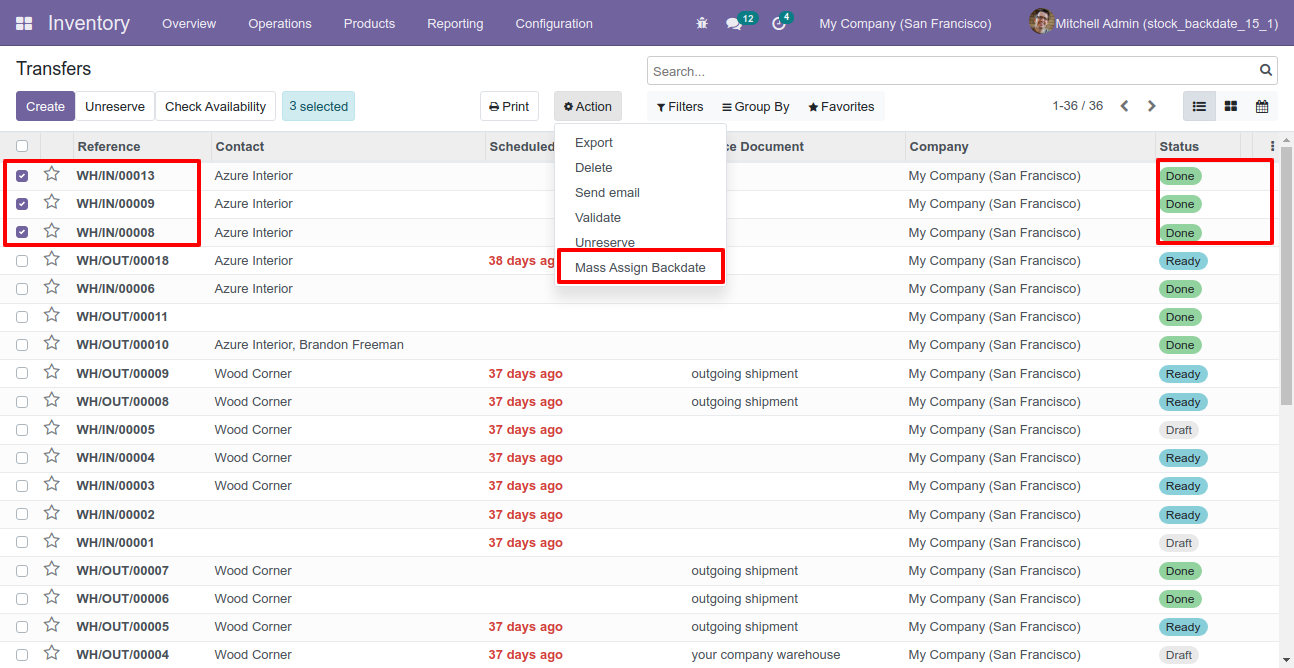 Inventory Overview Operations Products Reporting Configuration 12 4 My Company (San Francisco) Mitchell Admin (stock_backdate_15_1)
Transfers Search...
Create Unreserve Check Availability 3 selected Print Action Filters Group By Favorites 1-36 / 36
Reference Contact Scheduled ce Document Company Status
Export
Delete
Send email
Validate
Unreserve
Mass Assign Backdate
WH/IN/00013 Azure Interior My Company (San Francisco) Done
WH/IN/00009 Azure Interior My Company (San Francisco) Done
WH/IN/00008 Azure Interior My Company (San Francisco) Done
WH/OUT/00018 Azure Interior 38 days ag My Company (San Francisco) Ready
WH/IN/00006 Azure Interior My Company (San Francisco) Done
WH/OUT/00011 My Company (San Francisco) Done
WH/OUT/00010 Azure Interior, Brandon Freeman My Company (San Francisco) Done
WH/OUT/00009 Wood Corner 37 days ago outgoing shipment My Company (San Francisco) Ready
WH/OUT/00008 Wood Corner 37 days ago outgoing shipment My Company (San Francisco) Ready
WH/IN/00005 Wood Corner 37 days ago My Company (San Francisco) Draft
WH/IN/00004 Wood Corner 37 days ago My Company (San Francisco) Ready
WH/IN/00003 Wood Corner 37 days ago My Company (San Francisco) Ready
WH/IN/00002 37 days ago My Company (San Francisco) Ready
WH/IN/00001 37 days ago My Company (San Francisco) Draft
WH/OUT/00007 Wood Corner outgoing shipment My Company (San Francisco) Done
WH/OUT/00006 Wood Corner outgoing shipment My Company (San Francisco) Done
WH/OUT/00005 Wood Corner 37 days ago outgoing shipment My Company (San Francisco) Ready
WH/OUT/00004 Wood Corner 37 days ago your company warehouse My Company (San Francisco) Draft